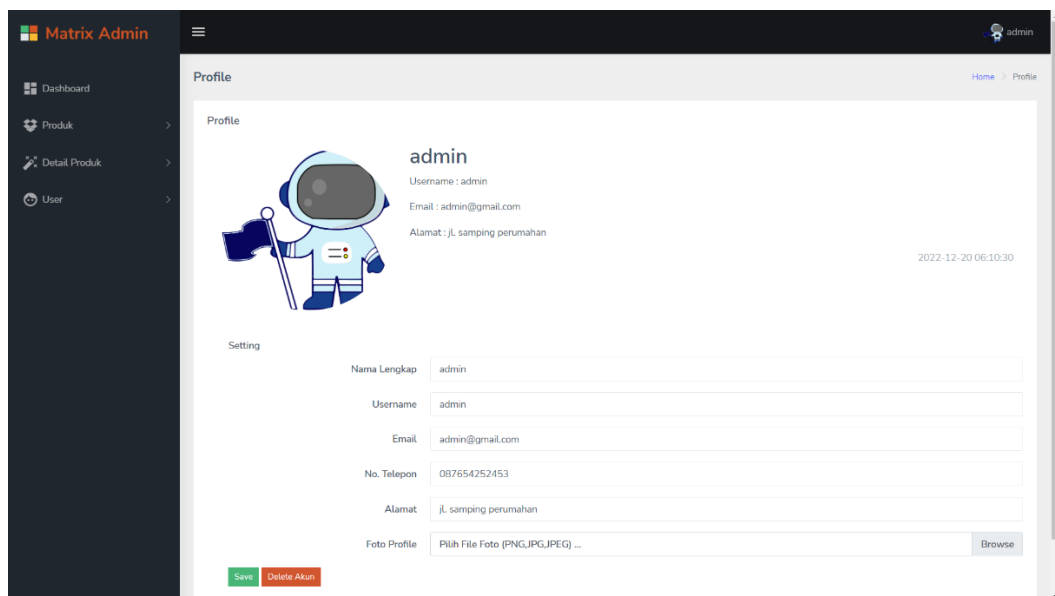 Matrix Admin
admin
Dashboard
Produk
Detail Produk
User
Profile
Home > Profile
Profile
admin
Username : admin
Email : admin@gmail.com
Alamat : jl. samping perumahan
2022-12-20 06:10:30
Setting
Nama Lengkap admin
Username admin
Email admin@gmail.com
No. Telepon 087654252453
Alamat jl. samping perumahan
Foto Profile Pilih File Foto (PNG,JPG,JPEG) ... Browse
Save Delete Akun